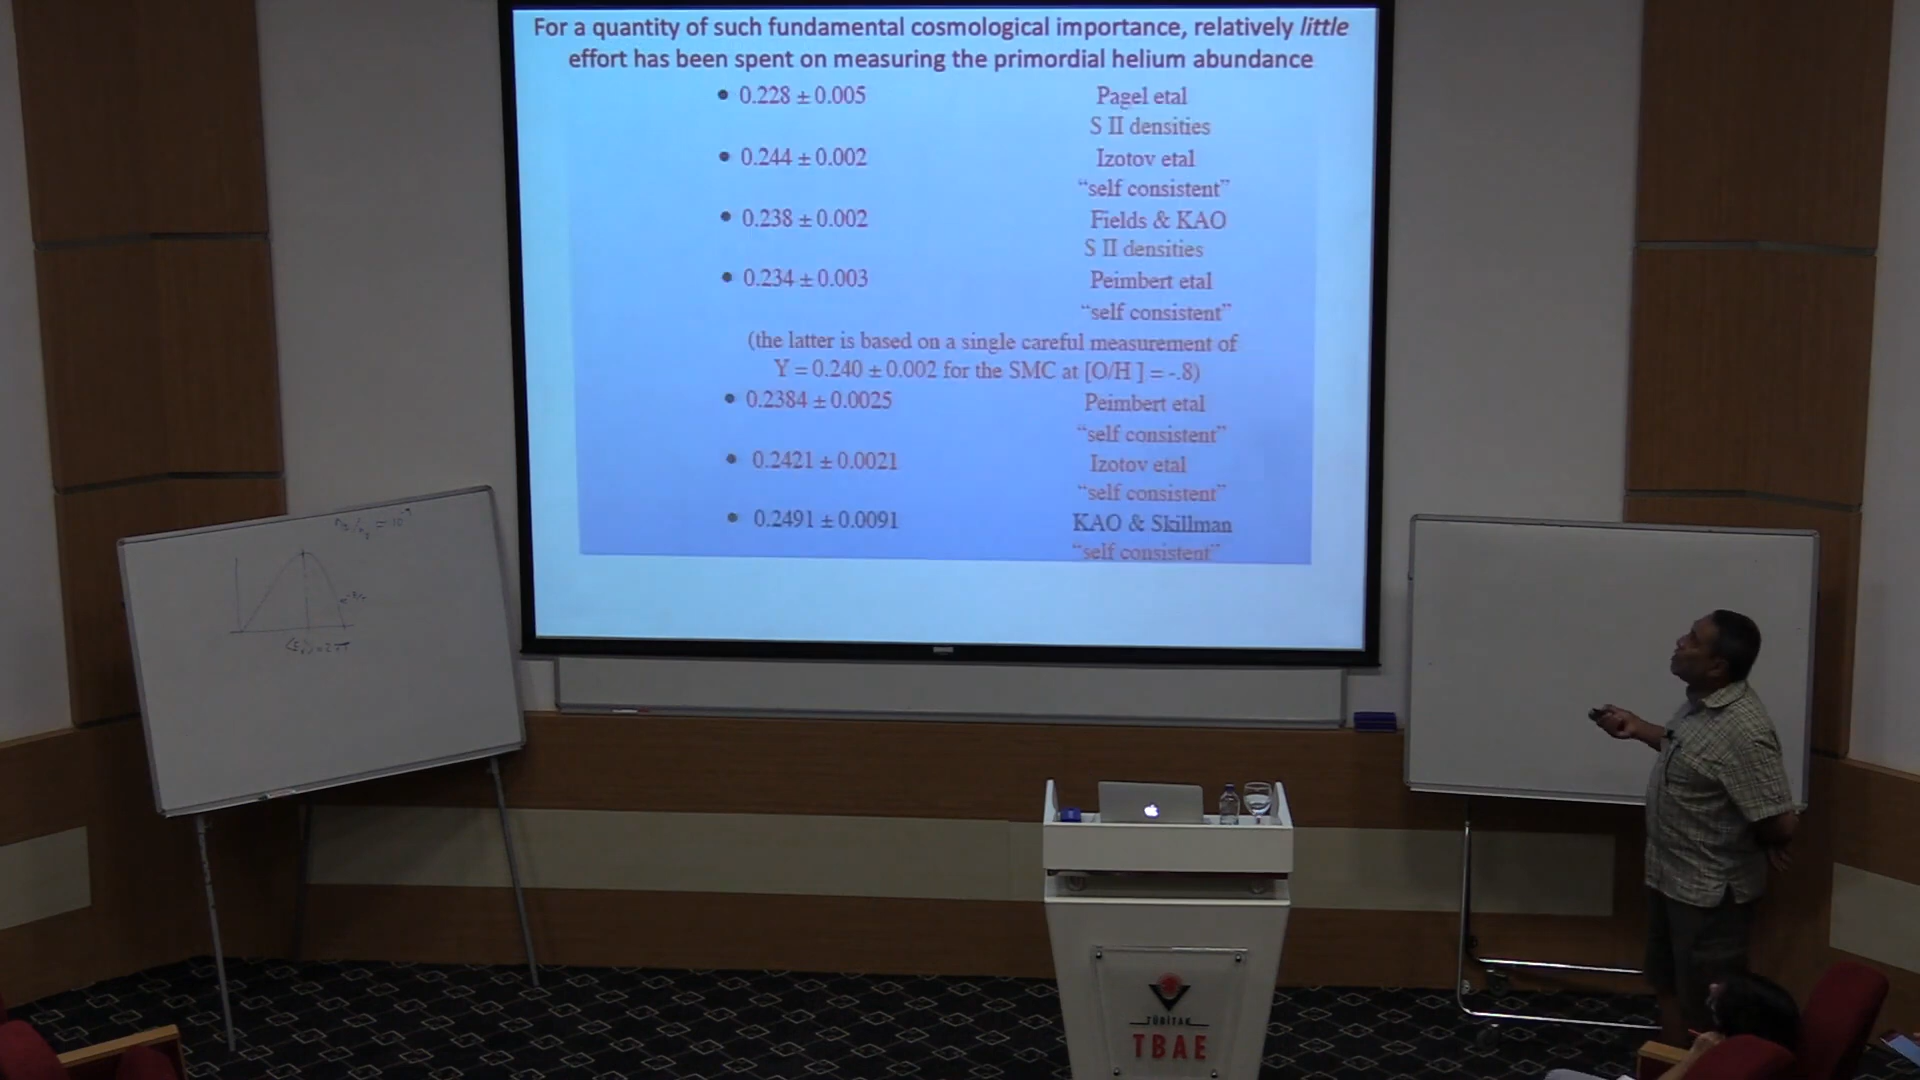 For a quantity of such fundamental cosmological importance, relatively little
effort has been spent on measuring the primordial helium abundance
• 0.228 ± 0.005 Pagel etal
S II densities
• 0.244 ± 0.002 Izotov etal
“self consistent”
• 0.238 ± 0.002 Fields & KAO
S II densities
• 0.234 ± 0.003 Peimbert etal
“self consistent”
(the latter is based on a single careful measurement of
Y = 0.240 ± 0.002 for the SMC at [O/H ] = -.8)
• 0.2384 ± 0.0025 Peimbert etal
“self consistent”
• 0.2421 ± 0.0021 Izotov etal
“self consistent”
• 0.2491 ± 0.0091 KAO & Skillman
“self consistent”
TÜBİTAK
TBAE